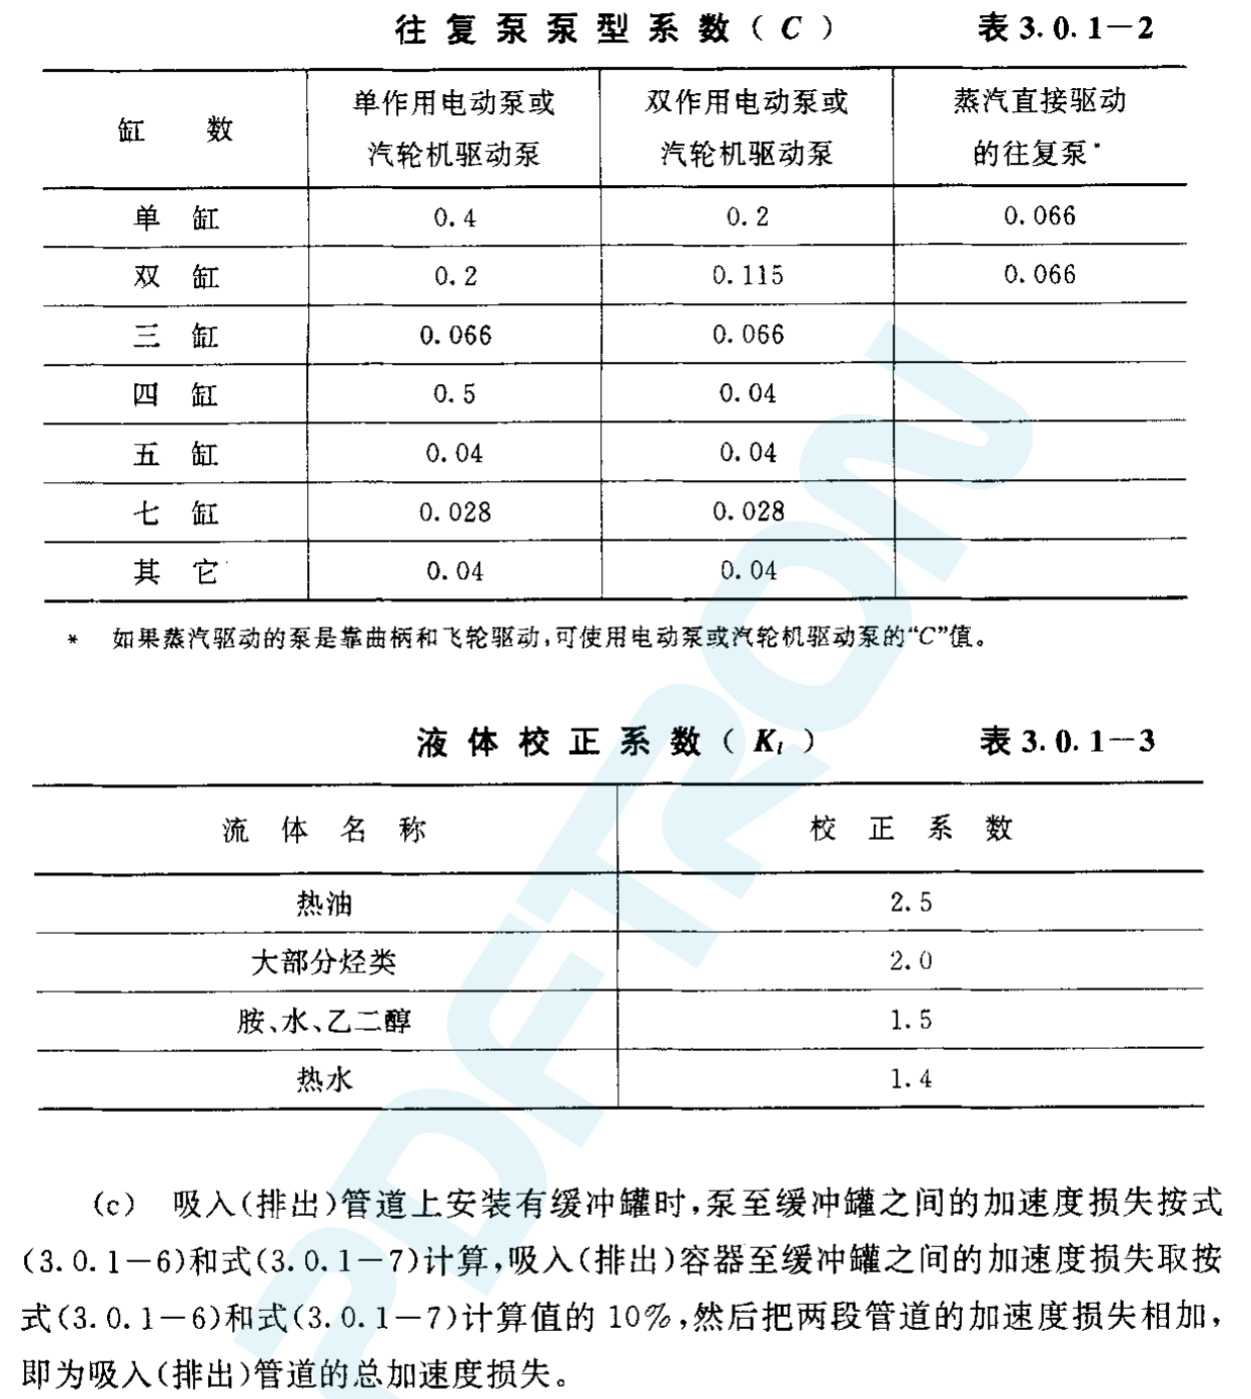 往复泵泵型系数(C) 表3.0.1-2
缸 数 单作用电动泵或汽轮机驱动泵 双作用电动泵或汽轮机驱动泵 蒸汽直接驱动的往复泵*
单缸 0.4 0.2 0.066
双缸 0.2 0.115 0.066
三缸 0.066 0.066
四缸 0.5 0.04
五缸 0.04 0.04
七缸 0.028 0.028
其它 0.04 0.04
* 如果蒸汽驱动的泵是靠曲柄和飞轮驱动,可使用电动泵或汽轮机驱动泵的“C”值。
液体校正系数(Kl) 表3.0.1-3
流体名称 校正系数
热油 2.5
大部分烃类 2.0
胺、水、乙二醇 1.5
热水 1.4
(c) 吸入(排出)管道上安装有缓冲罐时,泵至缓冲罐之间的加速度损失按式
(3.0.1-6)和式(3.0.1-7)计算,吸入(排出)容器至缓冲罐之间的加速度损失取按
式(3.0.1-6)和式(3.0.1-7)计算值的 10%,然后把两段管道的加速度损失相加,
即为吸入(排出)管道的总加速度损失。
PDFTRON